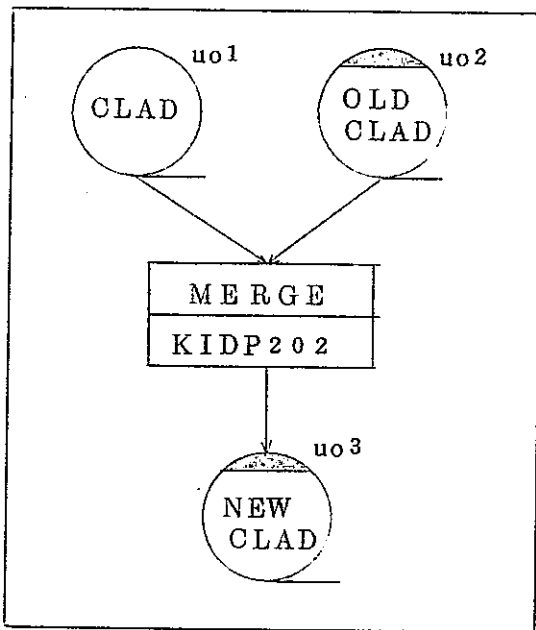 uo1
CLAD
uo2
OLD
CLAD
MERGE
KIDP202
uo3
NEW
CLAD